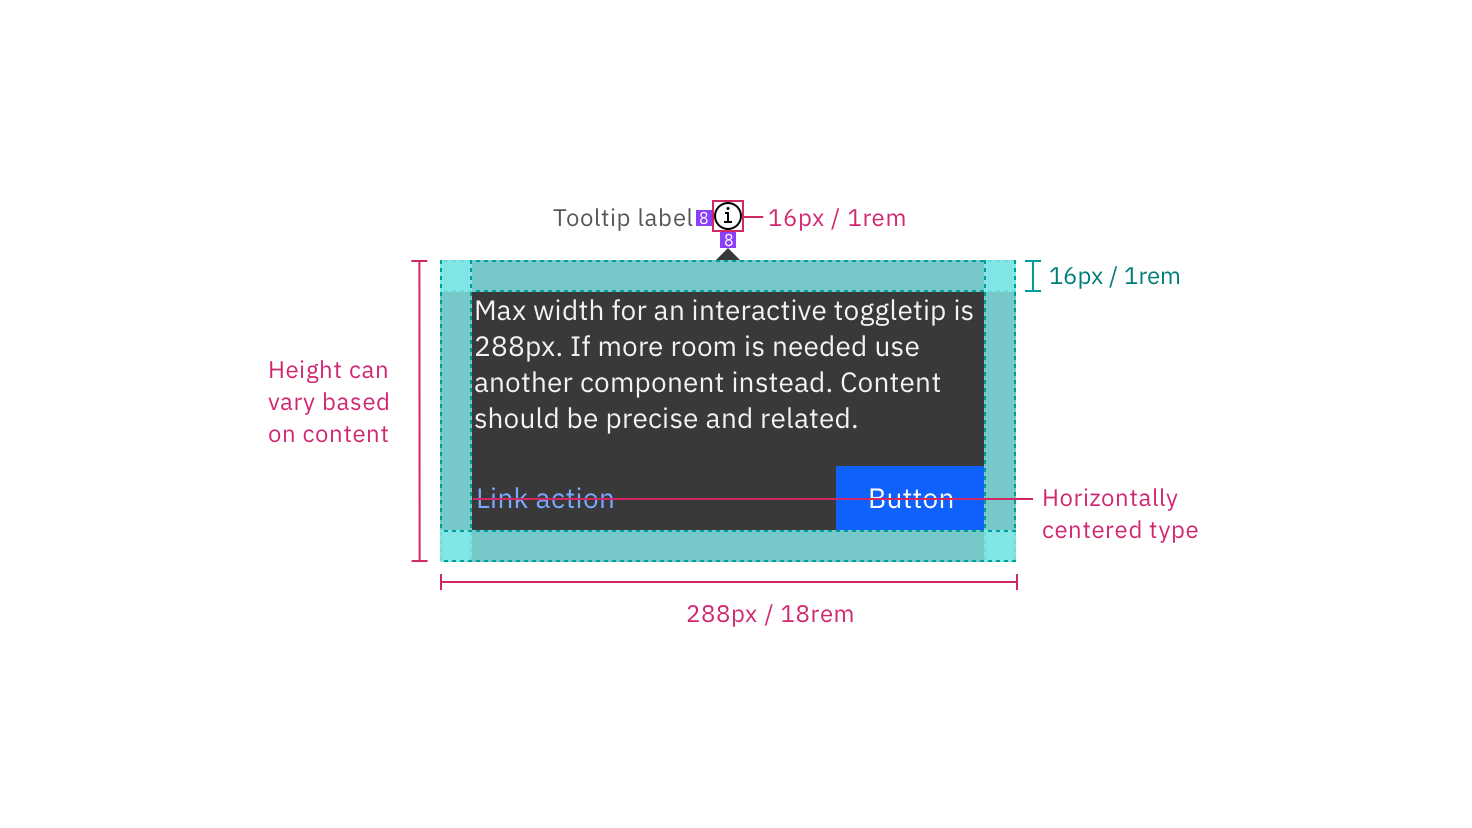 Tooltip label 8 i 16px / 1rem
8
16px / 1rem
Max width for an interactive toggletip is
288px. If more room is needed use
another component instead. Content
should be precise and related.
Height can
vary based
on content
Link action Button
Horizontally
centered type
288px / 18rem